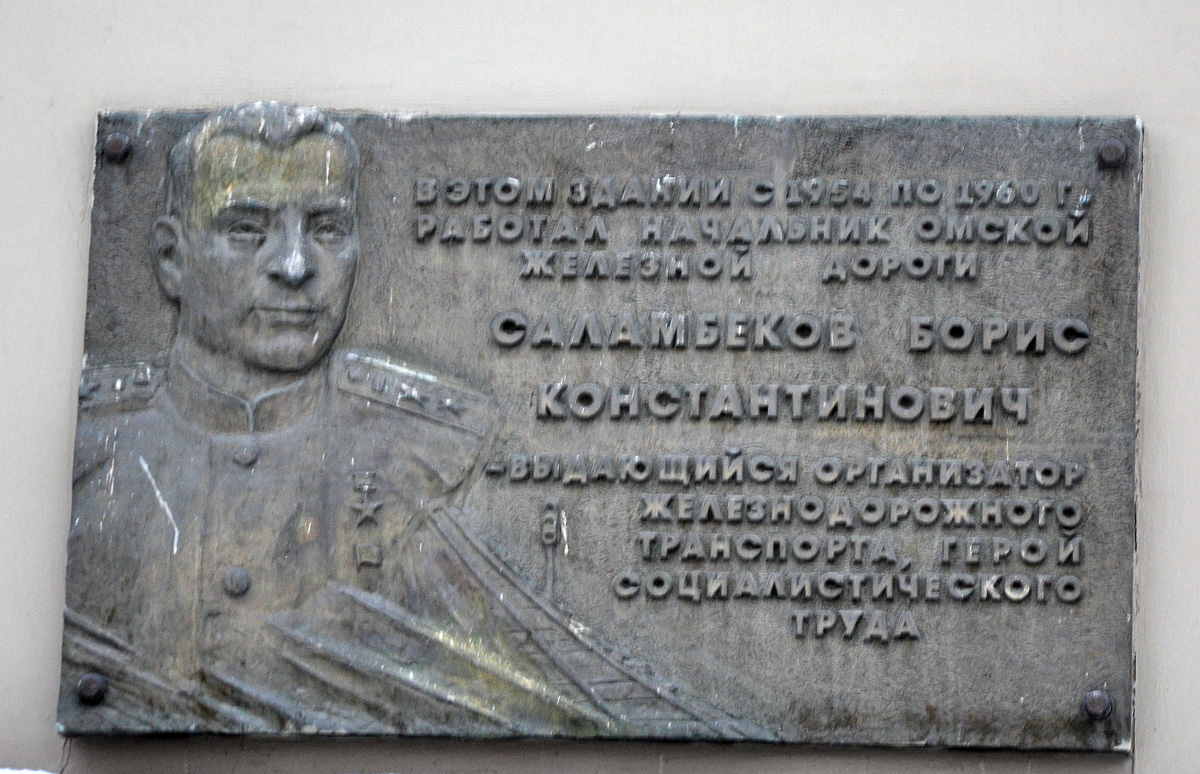 В ЭТОМ ЗДАНИИ С 1954 ПО 1960 Г.
РАБОТАЛ НАЧАЛЬНИК ОМСКОЙ
ЖЕЛЕЗНОЙ ДОРОГИ
САЛАМБЕКОВ БОРИС
КОНСТАНТИНОВИЧ
-ВЫДАЮЩИЙСЯ ОРГАНИЗАТОР
ЖЕЛЕЗНОДОРОЖНОГО
ТРАНСПОРТА, ГЕРОЙ
СОЦИАЛИСТИЧЕСКОГО
ТРУДА